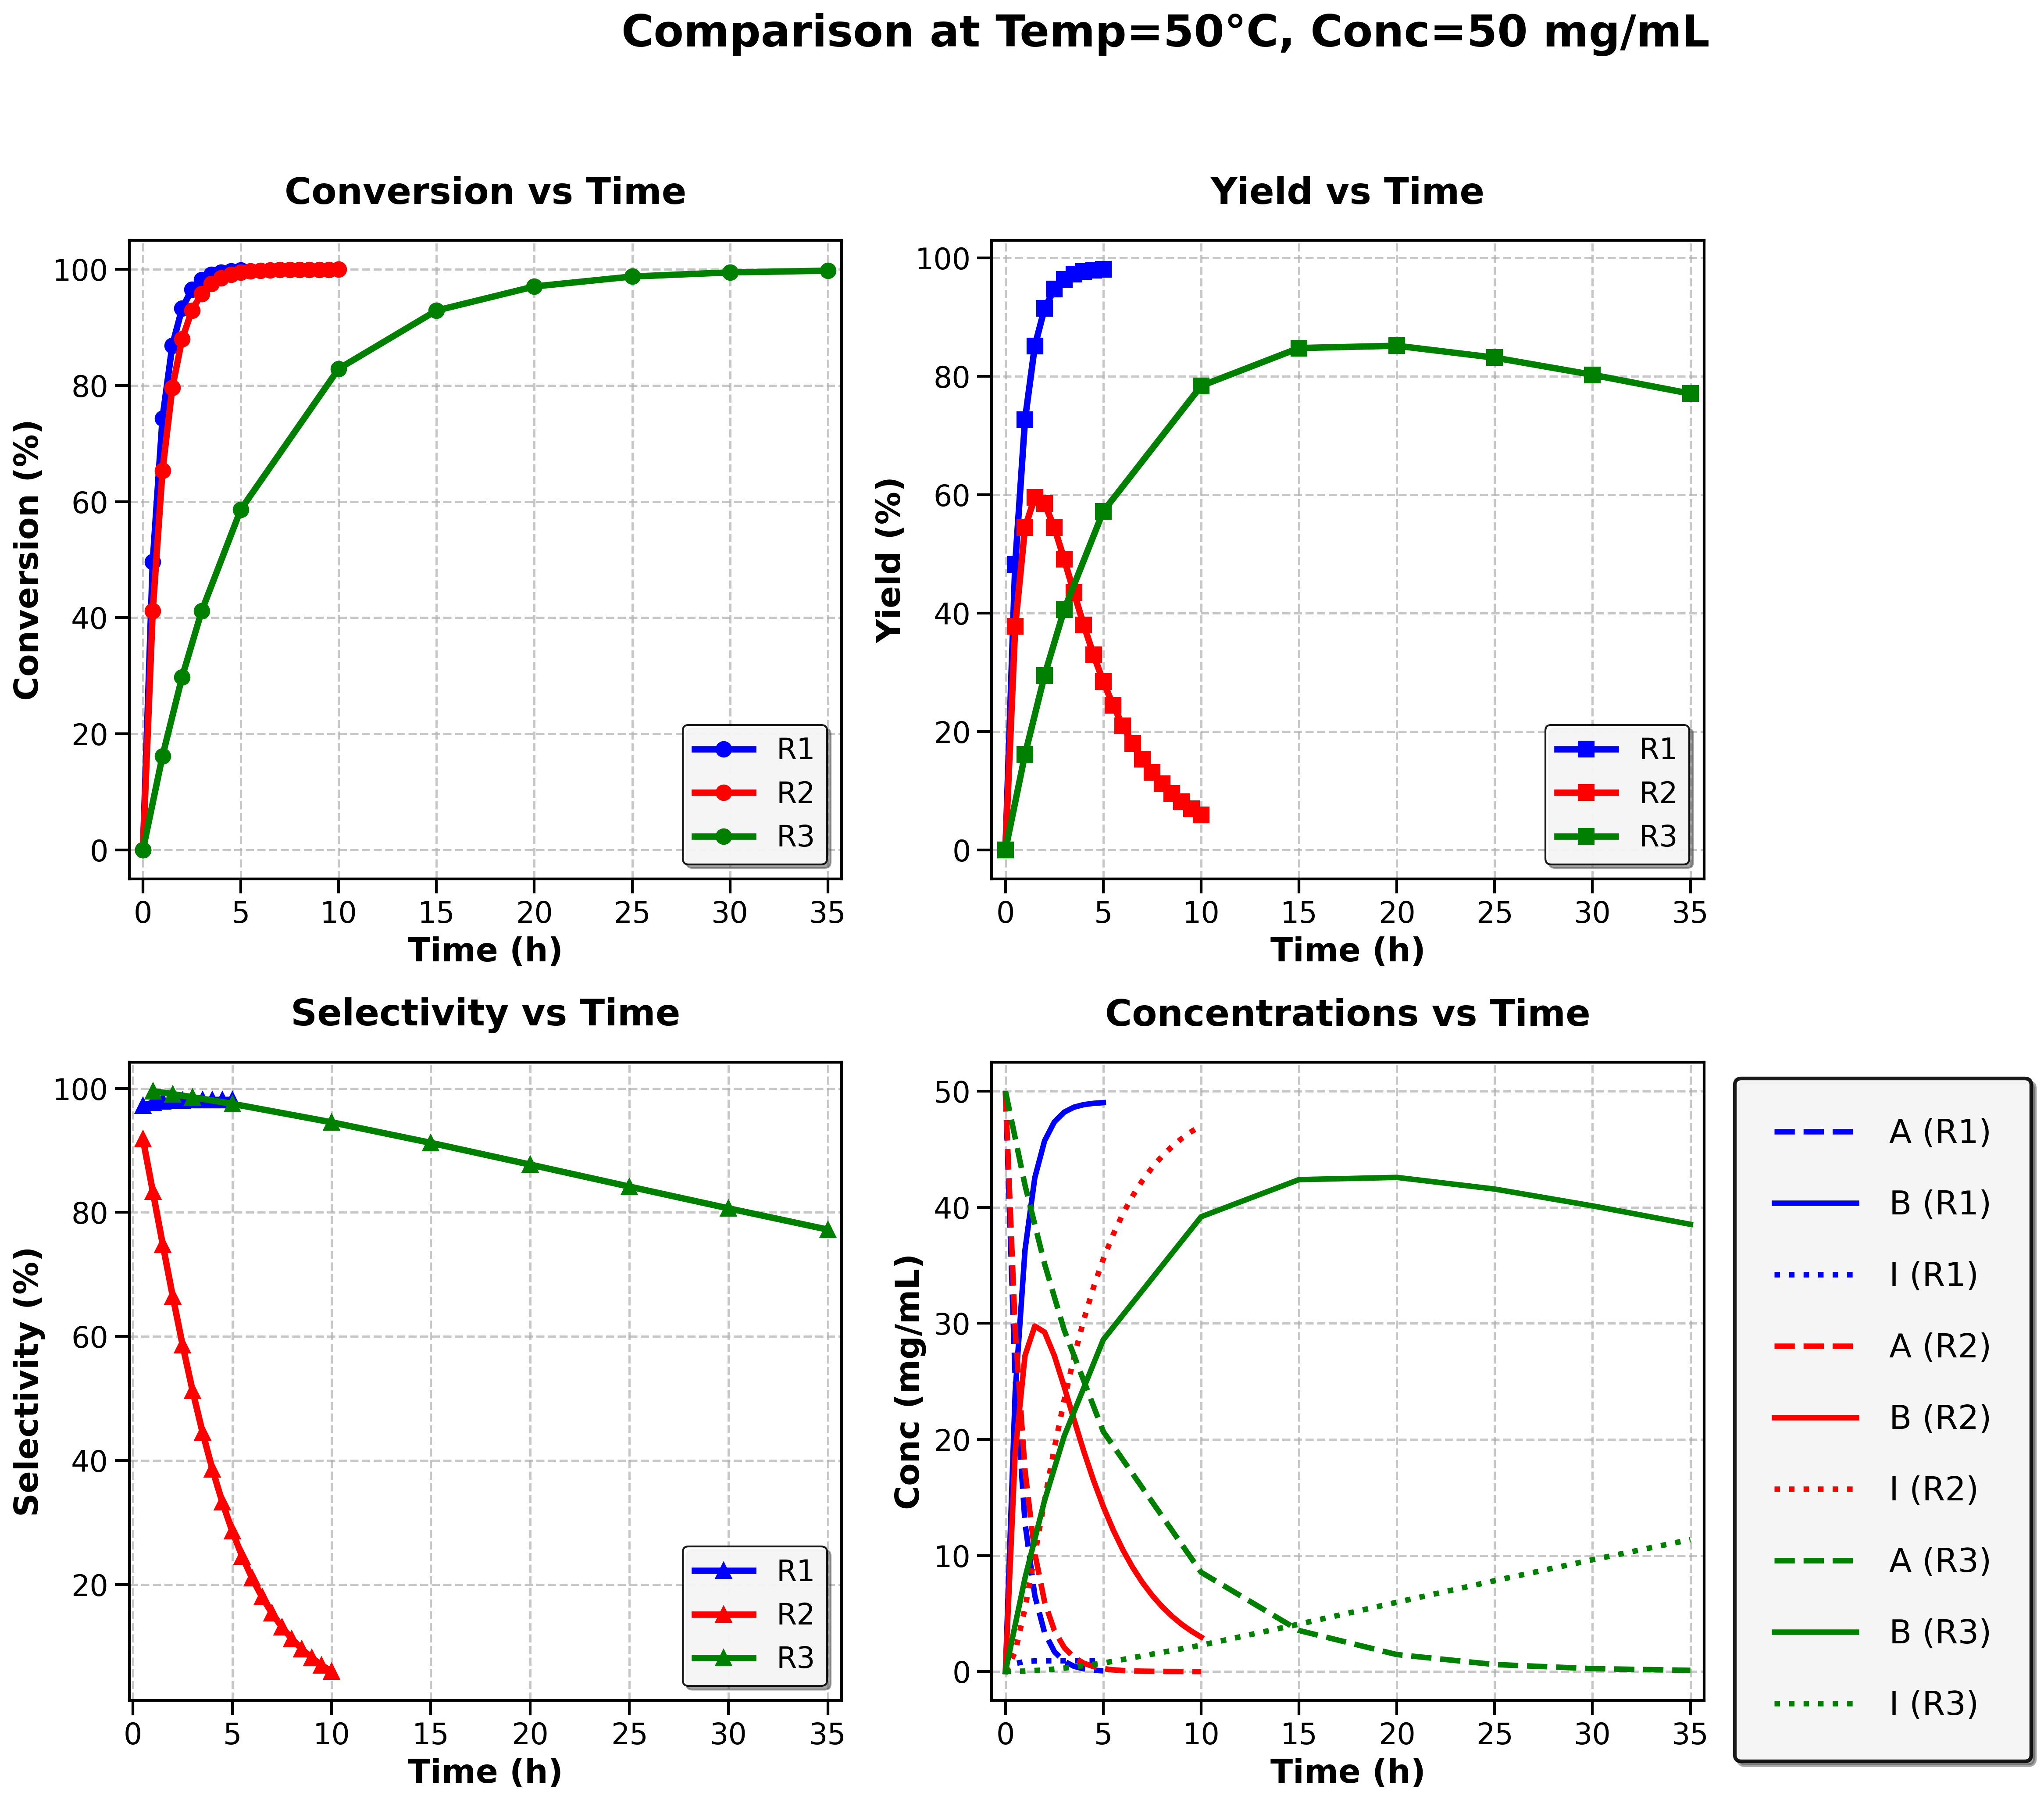 Comparison at Temp=50°C, Conc=50 mg/mL
Conversion vs Time
Conversion (%)
100
80
60
40
20
0
0 5 10 15 20 25 30 35
Time (h)
R1
R2
R3
Yield vs Time
Yield (%)
100
80
60
40
20
0
0 5 10 15 20 25 30 35
Time (h)
R1
R2
R3
Selectivity vs Time
Selectivity (%)
100
80
60
40
20
0 5 10 15 20 25 30 35
Time (h)
R1
R2
R3
Concentrations vs Time
Conc (mg/mL)
50
40
30
20
10
0
0 5 10 15 20 25 30 35
Time (h)
A (R1)
B (R1)
I (R1)
A (R2)
B (R2)
I (R2)
A (R3)
B (R3)
I (R3)